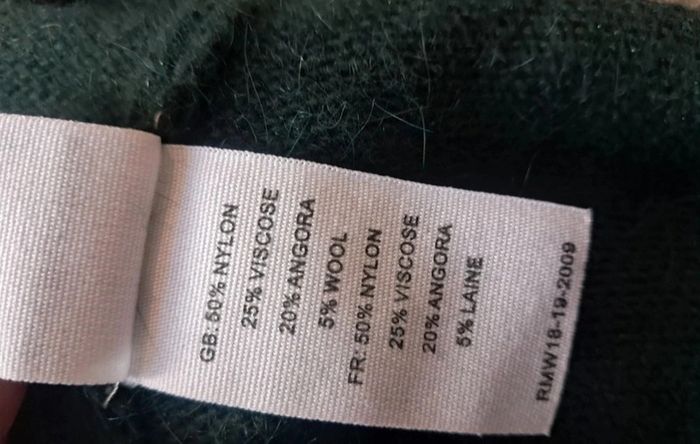 GB: 50% NYLON
25% VISCOSE
20% ANGORA
5% WOOL
FR: 50% NYLON
25% VISCOSE
20% ANGORA
5% LAINE
RMW18-19-2009